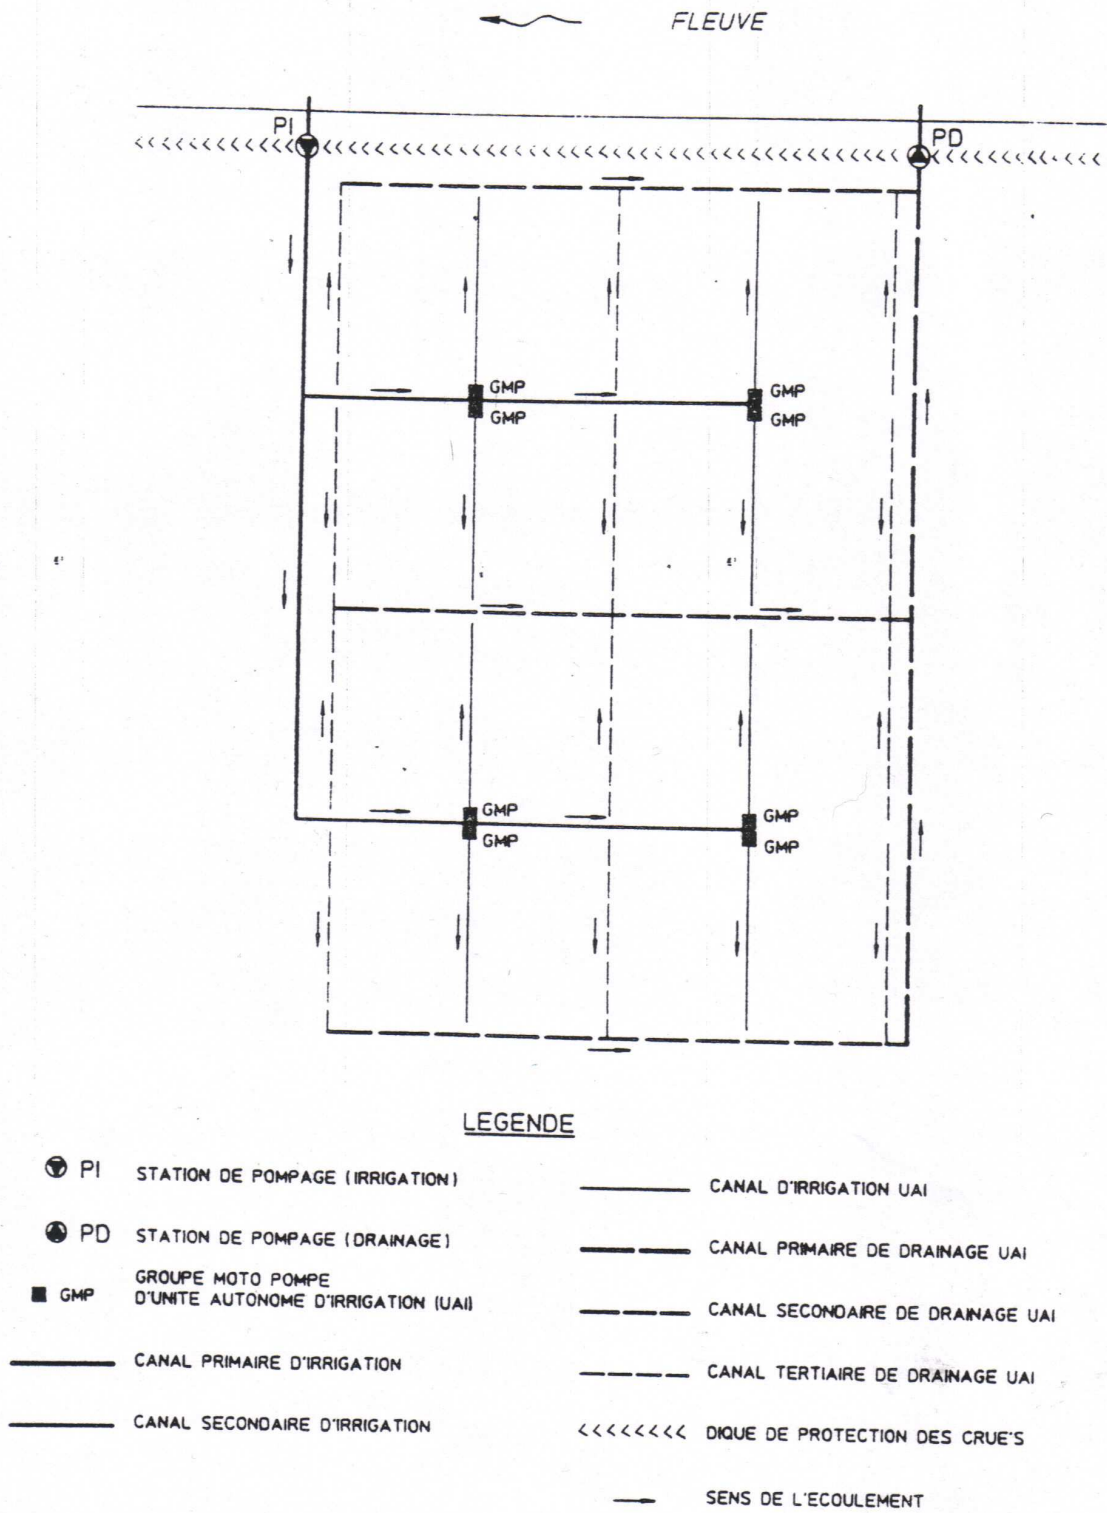 FLEUVE
PI
PD
GMP
GMP
GMP
GMP
GMP
GMP
GMP
GMP
LEGENDE
PI STATION DE POMPAGE (IRRIGATION)
PD STATION DE POMPAGE (DRAINAGE)
GMP GROUPE MOTO POMPE
D'UNITE AUTONOME D'IRRIGATION (UAI)
CANAL PRIMAIRE D'IRRIGATION
CANAL SECONDAIRE D'IRRIGATION
CANAL D'IRRIGATION UAI
CANAL PRIMAIRE DE DRAINAGE UAI
CANAL SECONDAIRE DE DRAINAGE UAI
CANAL TERTIAIRE DE DRAINAGE UAI
DIQUE DE PROTECTION DES CRUE'S
SENS DE L'ECOULEMENT